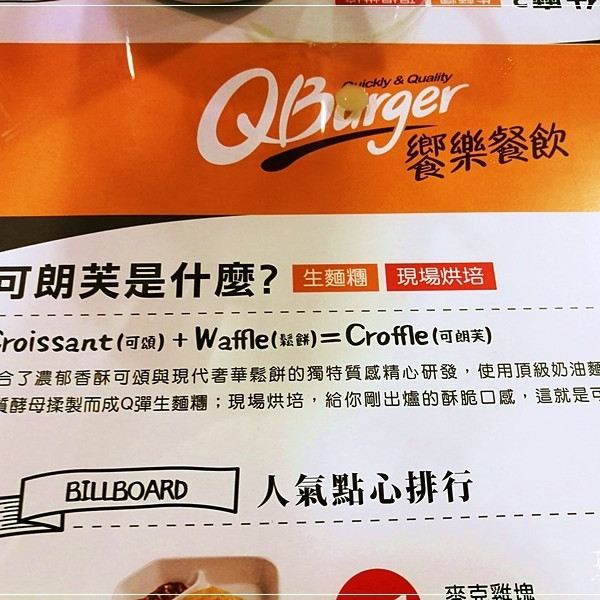 Quickly & Quality
QBurger
饗樂餐飲
可朗芙是什麼? 生麵糰 現場烘培
Croissant(可頌)+Waffle(鬆餅)=Croffle(可朗芙)
合了濃郁香酥可頌與現代奢華鬆餅的獨特質感精心研發，使用頂級奶油麵
質酵母揉製而成Q彈生麵糰；現場烘培，給你剛出爐的酥脆口感，這就是可
BILLBOARD 人氣點心排行
1 麥克雞塊